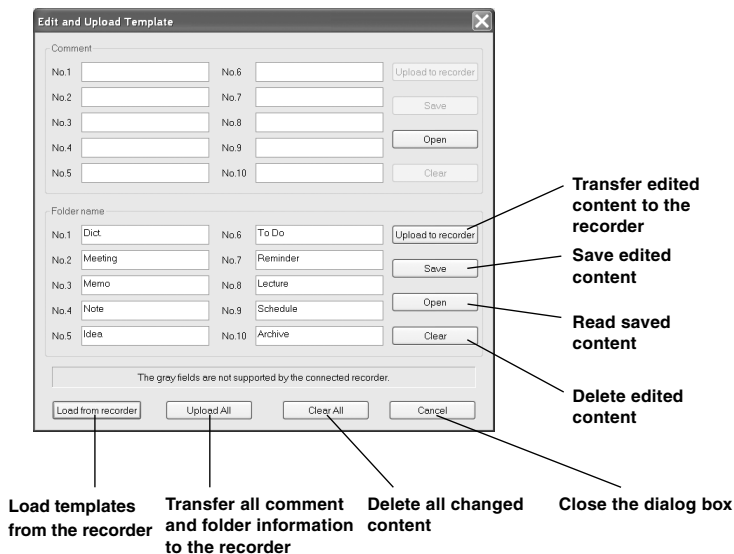 Edit and Upload Template
Comment
No.1 No.6 Upload to recorder
No.2 No.7 Save
No.3 No.8
No.4 No.9 Open
No.5 No.10 Clear
Folder name
No.1 Dict. No.6 To Do Upload to recorder
No.2 Meeting No.7 Reminder Save
No.3 Memo No.8 Lecture
No.4 Note No.9 Schedule Open
No.5 Idea No.10 Archive Clear
The gray fields are not supported by the connected recorder.
Load from recorder Upload All Clear All Cancel
Transfer edited
content to the
recorder
Save edited
content
Read saved
content
Delete edited
content
Load templates
from the recorder
Transfer all comment
and folder information
to the recorder
Delete all changed
content
Close the dialog box